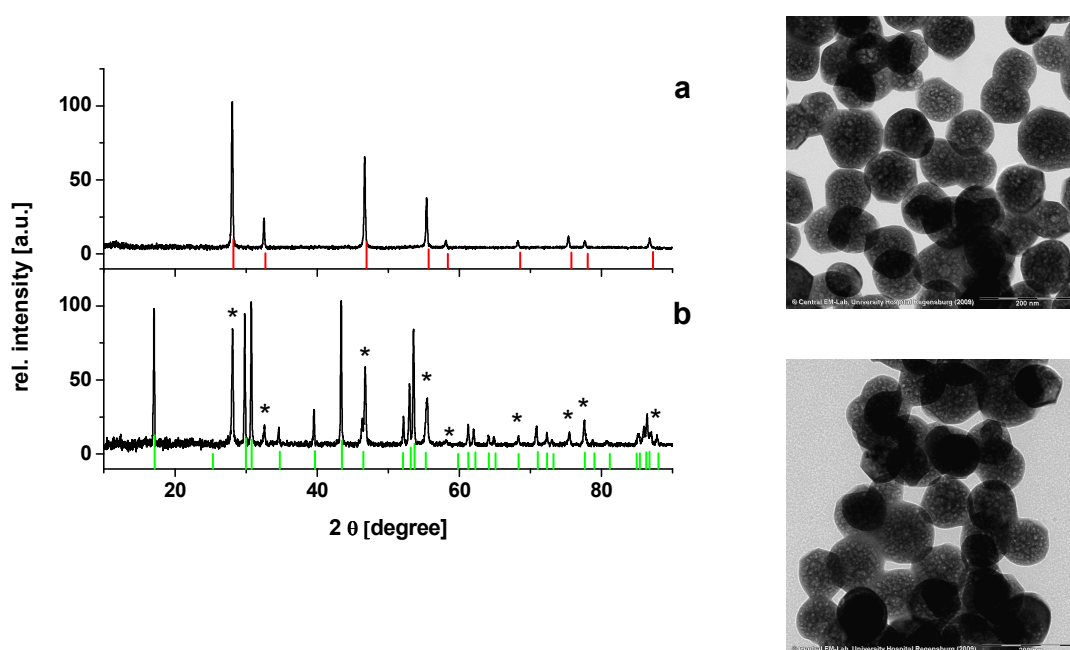 a
100
50
0
b
100
50
0
20 40 60 80
rel. intensity [a.u.]
2 θ [degree]
* * * * * * * *
© Central EM-Lab, University Hospital Regensburg (2009)
200 nm
© Central EM-Lab, University Hospital Regensburg (2009)